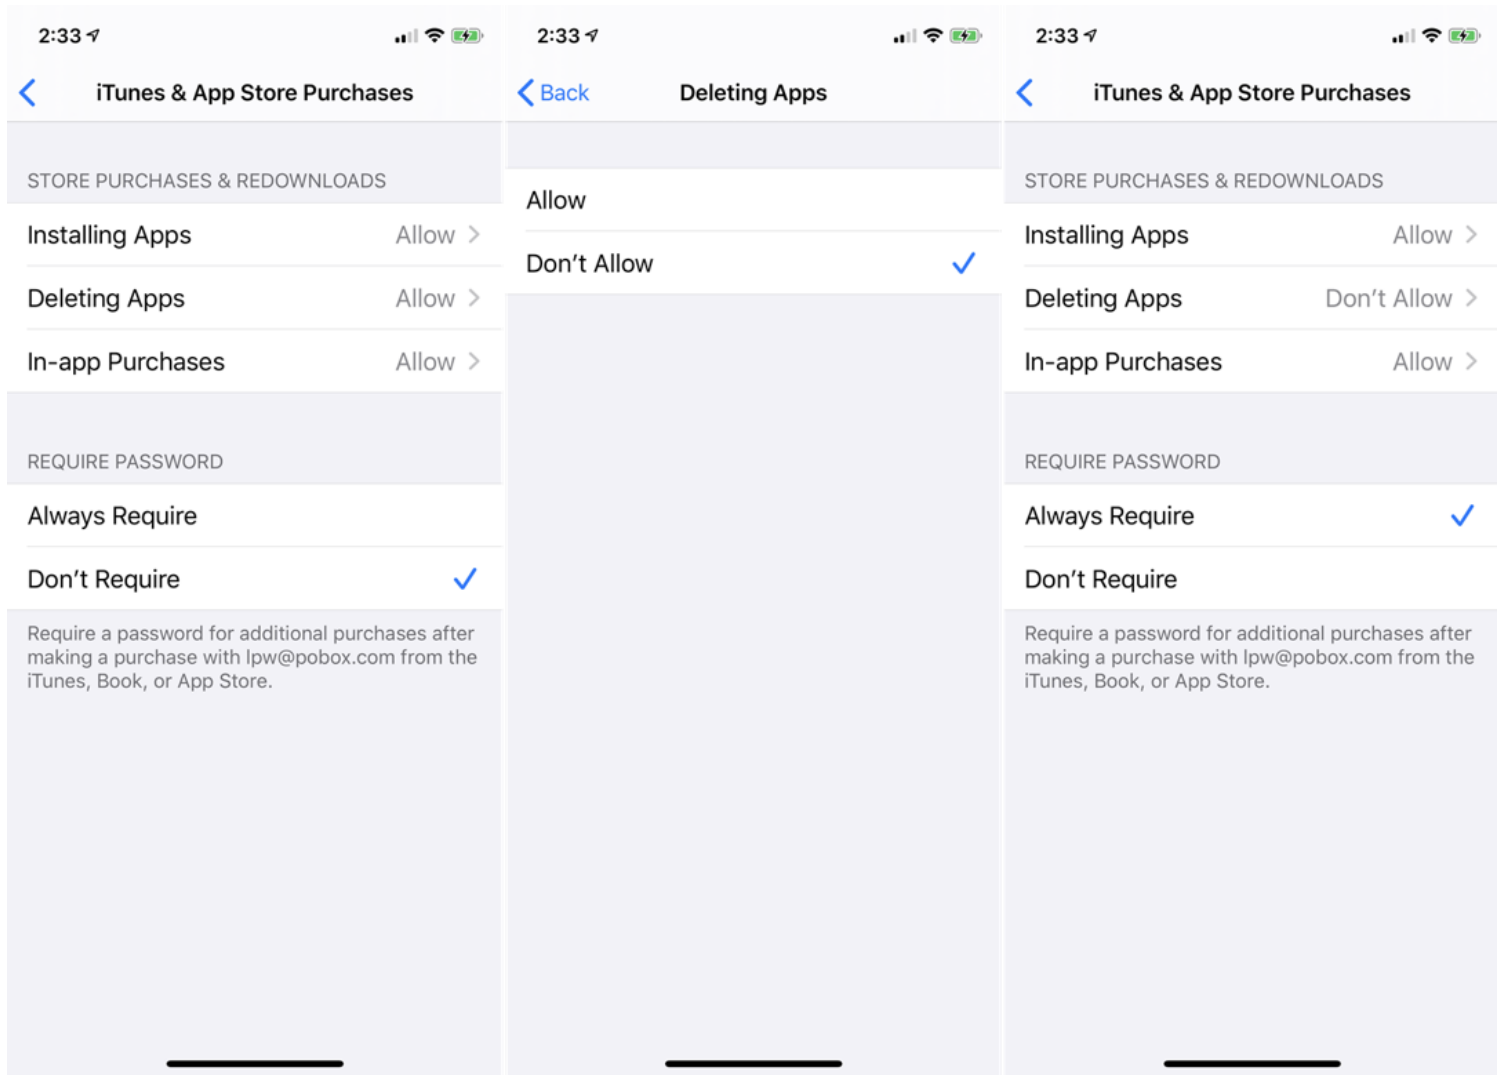 2:33
iTunes & App Store Purchases
STORE PURCHASES & REDOWNLOADS
Installing Apps Allow
Deleting Apps Allow
In-app Purchases Allow
REQUIRE PASSWORD
Always Require
Don't Require
Require a password for additional purchases after
making a purchase with lpw@pobox.com from the
iTunes, Book, or App Store.
2:33
Back Deleting Apps
Allow
Don't Allow
2:33
iTunes & App Store Purchases
STORE PURCHASES & REDOWNLOADS
Installing Apps Allow
Deleting Apps Don't Allow
In-app Purchases Allow
REQUIRE PASSWORD
Always Require
Don't Require
Require a password for additional purchases after
making a purchase with lpw@pobox.com from the
iTunes, Book, or App Store.